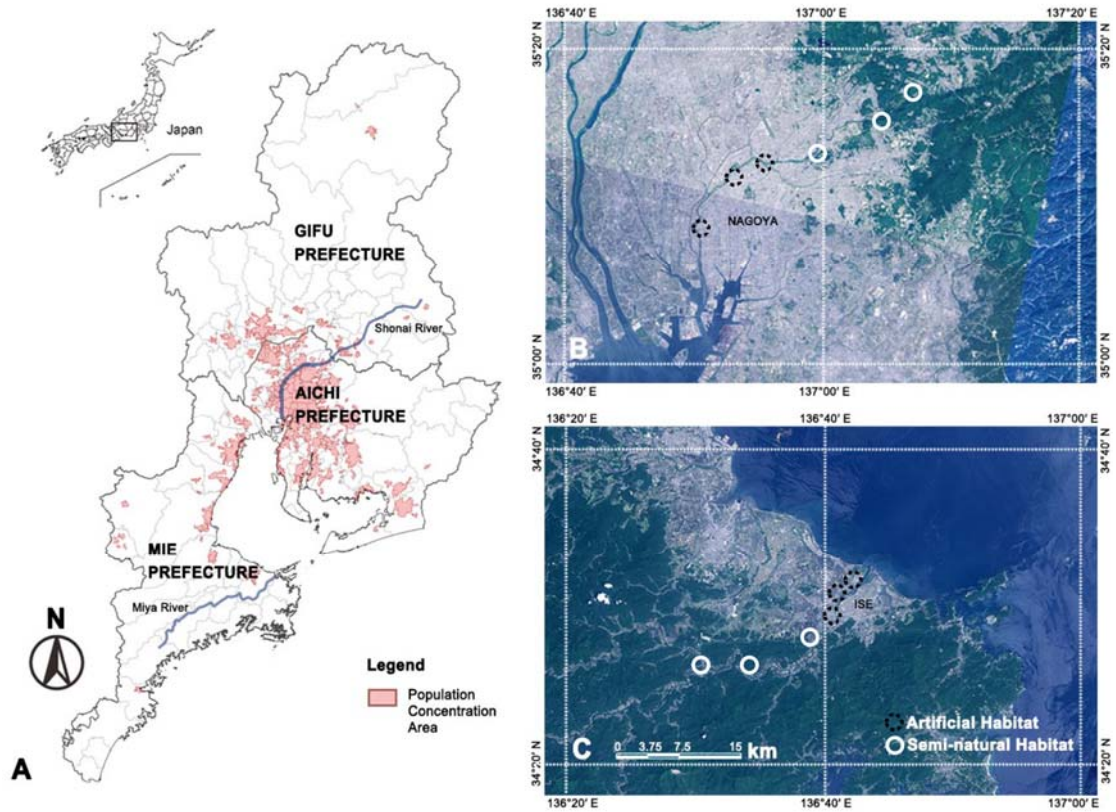 Japan
GIFU
PREFECTURE
Shonai River
AICHI
PREFECTURE
MIE
PREFECTURE
Miya River
N
Legend
Population
Concentration
Area
A
136°40' E
137°00' E
137°20' E
35°20' N
35°20' N
NAGOYA
B
35°00' N
35°00' N
136°40' E
137°00' E
137°20' E
136°20' E
136°40' E
137°00' E
34°40' N
34°40' N
ISE
Artificial Habitat
Semi-natural Habitat
C
0 3.75 7.5 15 km
34°20' N
34°20' N
136°20' E
136°40' E
137°00' E